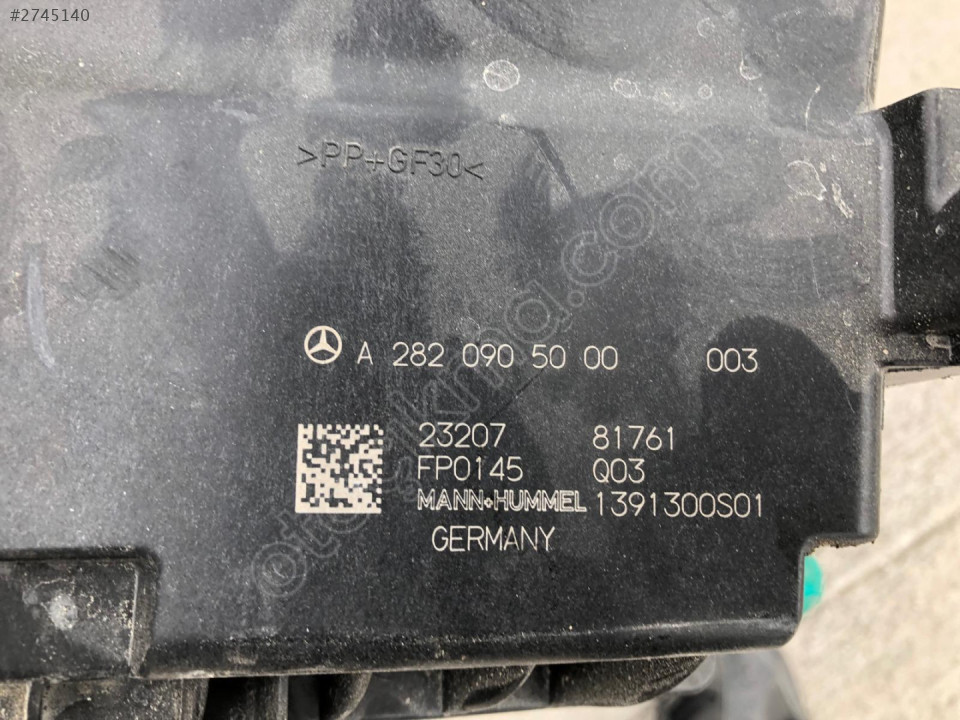 #2745140
>PP+GF30<
A 282 090 50 00 003
23207 81761
FP0145 Q03
MANN+HUMMEL 1391300S01
GERMANY